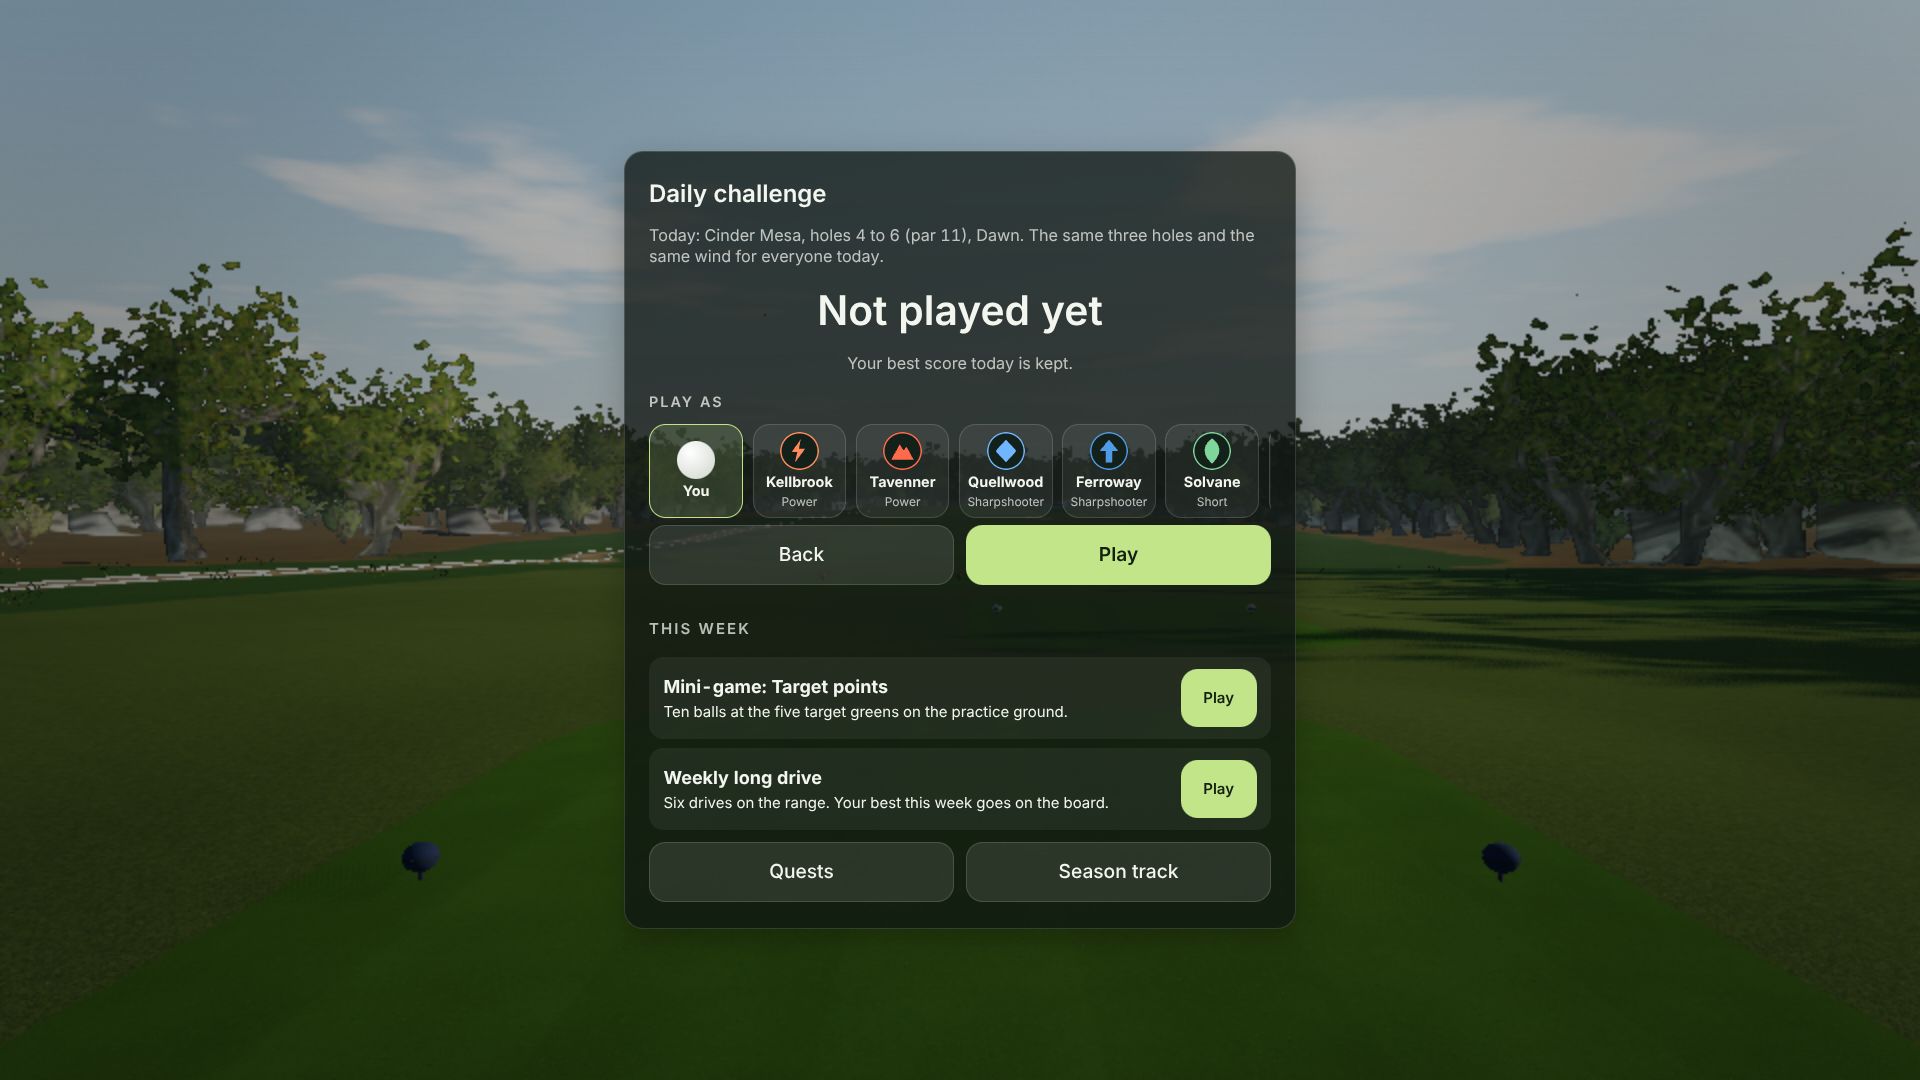 Daily challenge
Today: Cinder Mesa, holes 4 to 6 (par 11), Dawn. The same three holes and the
same wind for everyone today.
Not played yet
Your best score today is kept.
PLAY AS
You
Kellbrook
Power
Tavenner
Power
Quellwood
Sharpshooter
Ferroway
Sharpshooter
Solvane
Short
Back
Play
THIS WEEK
Mini-game: Target points
Ten balls at the five target greens on the practice ground.
Play
Weekly long drive
Six drives on the range. Your best this week goes on the board.
Play
Quests
Season track